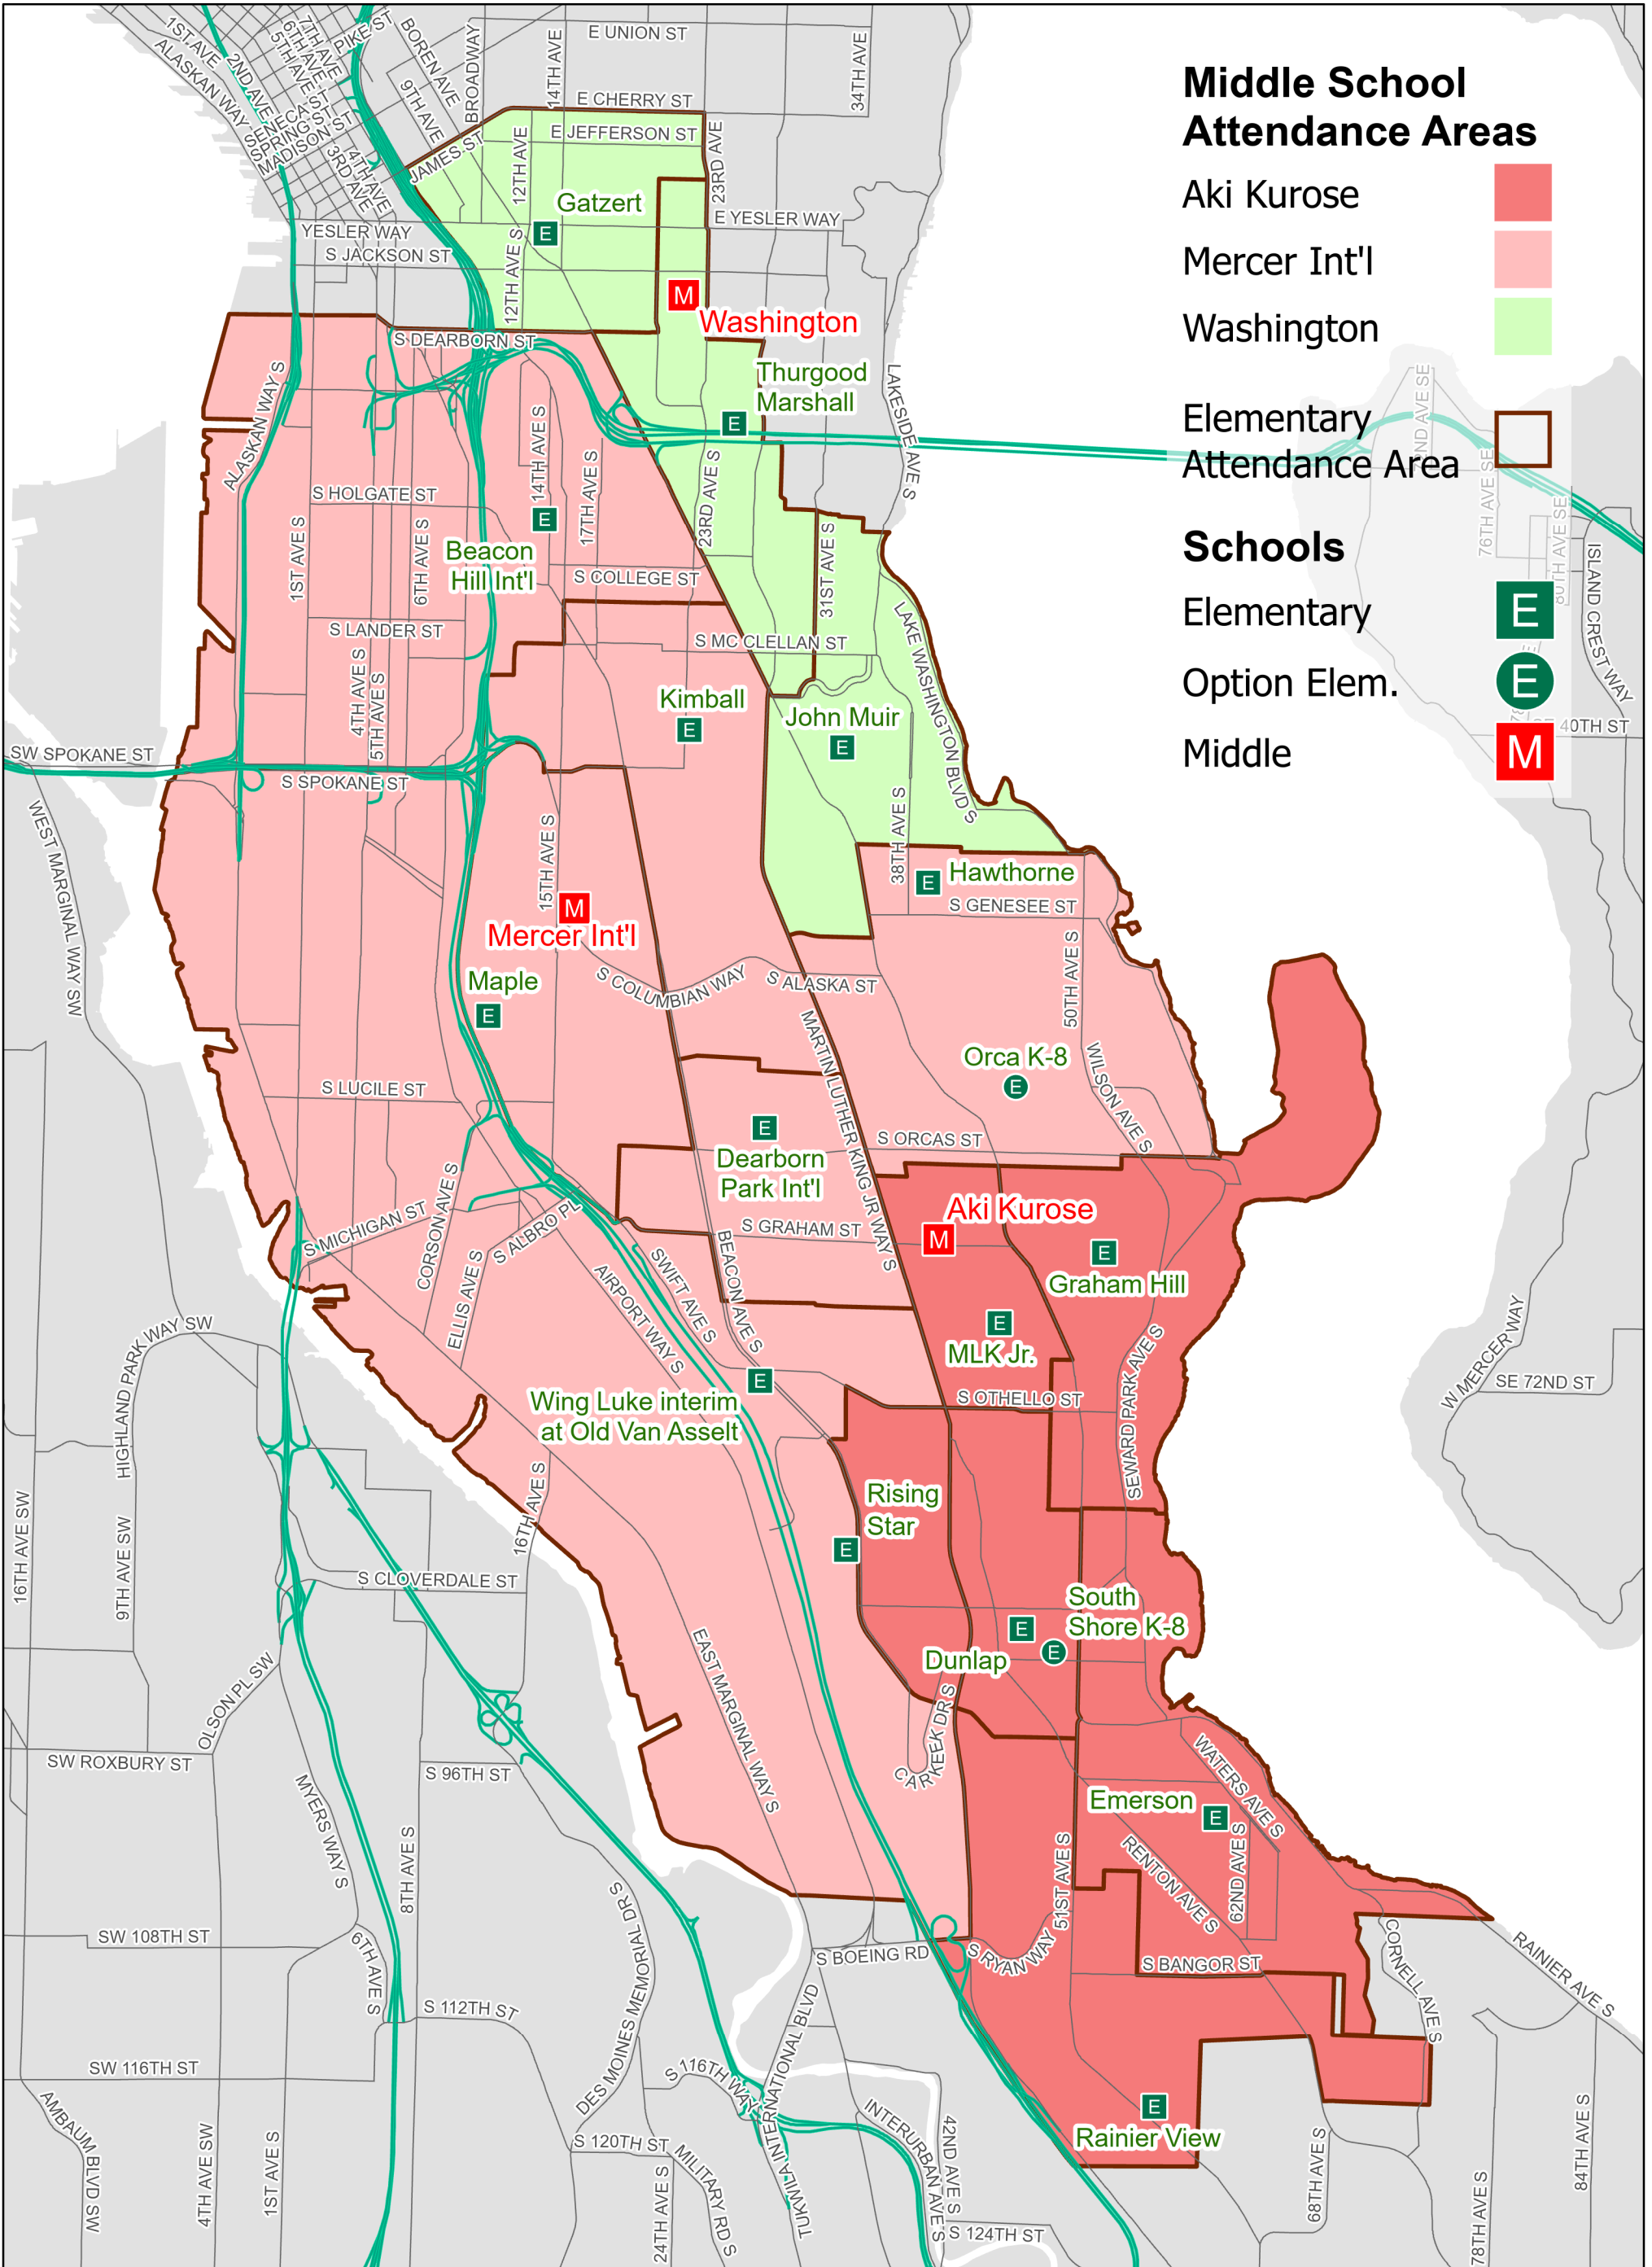 Middle School
Attendance Areas
Aki Kurose
Mercer Int'l
Washington
Elementary
Attendance Area
Schools
Elementary
E
Option Elem.
E
Middle
M
1ST AVE
ALASKAN WAY
2ND AVE
7TH AVE
6TH AVE
5TH AVE
PIKE ST
BOREN AVE
9TH AVE
BROADWAY
14TH AVE
E UNION ST
34TH AVE
SENECA ST
SPRING ST
MADISON ST
3RD AVE
4TH AVE
JAMES ST
E CHERRY ST
E JEFFERSON ST
12TH AVE
23RD AVE
Gatzert
E
YESLER WAY
E YESLER WAY
S JACKSON ST
12TH AVE S
M
Washington
S DEARBORN ST
Thurgood
Marshall
E
LAKESIDE AVE S
ALASKAN WAY S
14TH AVE S
17TH AVE S
23RD AVE S
S HOLGATE ST
E
Beacon
Hill Int'l
1ST AVE S
6TH AVE S
S COLLEGE ST
31ST AVE S
S LANDER ST
S MC CLELLAN ST
LAKE WASHINGTON BLVD S
4TH AVE S
5TH AVE S
Kimball
E
John Muir
E
SW SPOKANE ST
S SPOKANE ST
WEST MARGINAL WAY SW
15TH AVE S
38TH AVE S
E
Hawthorne
S GENESEE ST
M
Mercer Int'l
Maple
E
S COLUMBIAN WAY
S ALASKA ST
50TH AVE S
MARTIN LUTHER KING JR WAY S
Orca K-8
E
WILSON AVE S
S LUCILE ST
E
Dearborn
Park Int'l
S ORCAS ST
Aki Kurose
M
S GRAHAM ST
E
Graham Hill
S MICHIGAN ST
CORSON AVE S
ELLIS AVE S
S ALBRO PL
AIRPORT WAY S
SWIFT AVE S
BEACON AVE S
E
MLK Jr.
SEWARD PARK AVE S
HIGHLAND PARK WAY SW
E
Wing Luke interim
at Old Van Asselt
S OTHELLO ST
W MERCER WAY
SE 72ND ST
Rising
Star
E
16TH AVE SW
9TH AVE SW
16TH AVE S
S CLOVERDALE ST
South
Shore K-8
E
E
Dunlap
EAST MARGINAL WAY S
CARKEEK DR S
OLSON PL SW
SW ROXBURY ST
MYERS WAY S
S 96TH ST
8TH AVE S
WATERS AVE S
Emerson
E
RENTON AVE S
62ND AVE S
51ST AVE S
SW 108TH ST
6TH AVE S
DES MOINES MEMORIAL DR S
S BOEING RD
S RYAN WAY
S BANGOR ST
CORNELL AVE S
RAINIER AVE S
S 112TH ST
SW 116TH ST
S 116TH WAY
TUKWILA INTERNATIONAL BLVD
AMBAUM BLVD SW
4TH AVE SW
1ST AVE S
S 120TH ST
24TH AVE S
MILITARY RD S
INTERURBAN AVE S
42ND AVE S
S 124TH ST
E
Rainier View
68TH AVE S
78TH AVE S
84TH AVE S
76TH AVE SE
80TH AVE SE
ISLAND CREST WAY
40TH ST